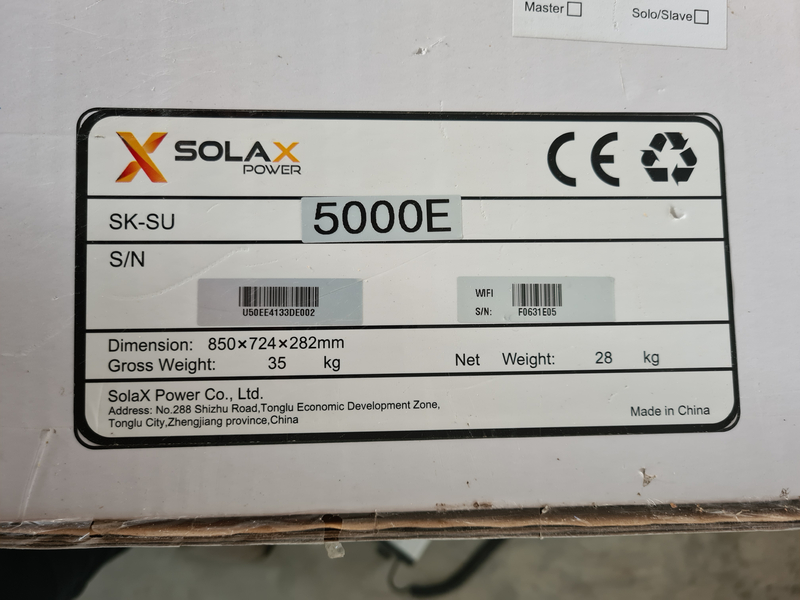 Master
Solo/Slave
SOLAX
POWER
CE
SK-SU 5000E
S/N
U50EE4133DE002
WIFI
S/N: F0631E05
Dimension: 850×724×282mm
Gross Weight: 35 kg Net Weight: 28 kg
SolaX Power Co., Ltd.
Address: No.288 Shizhu Road,Tonglu Economic Development Zone,
Tonglu City,Zhengjiang province,China
Made in China